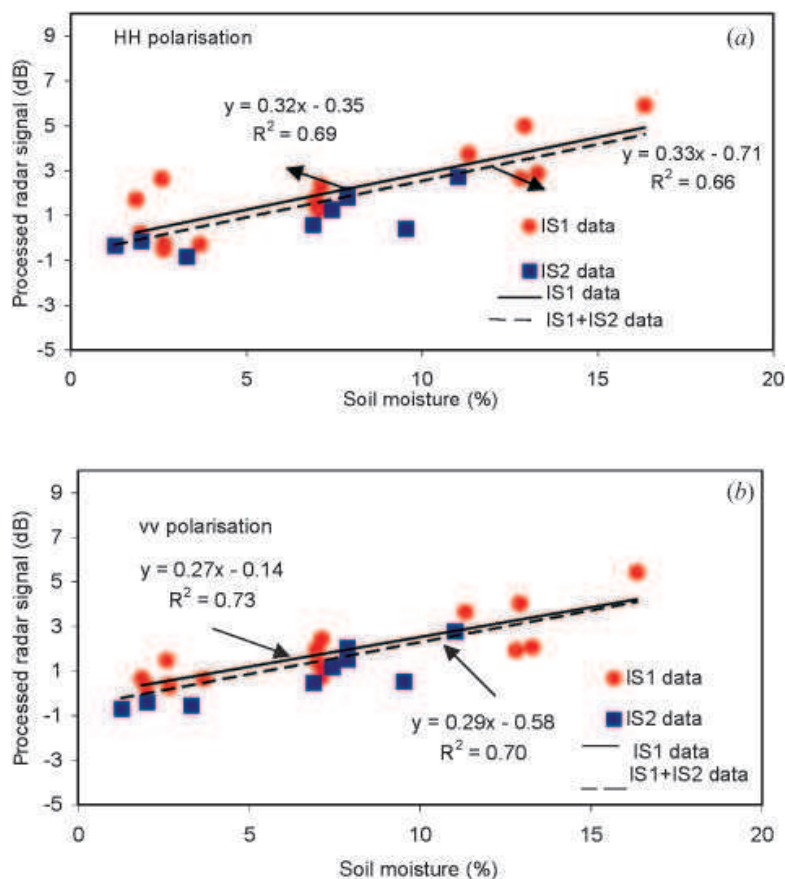 9
7
5
3
1
-1
-3
-5
Processed radar signal (dB)
HH polarisation
(a)
y = 0.32x - 0.35
R² = 0.69
y = 0.33x - 0.71
R² = 0.66
IS1 data
IS2 data
IS1 data
IS1+IS2 data
0 5 10 15 20
Soil moisture (%)
9
7
5
3
1
-1
-3
-5
Processed radar signal (dB)
(b)
vv polarisation
y = 0.27x - 0.14
R² = 0.73
y = 0.29x - 0.58
R² = 0.70
IS1 data
IS2 data
IS1 data
IS1+IS2 data
0 5 10 15 20
Soil moisture (%)